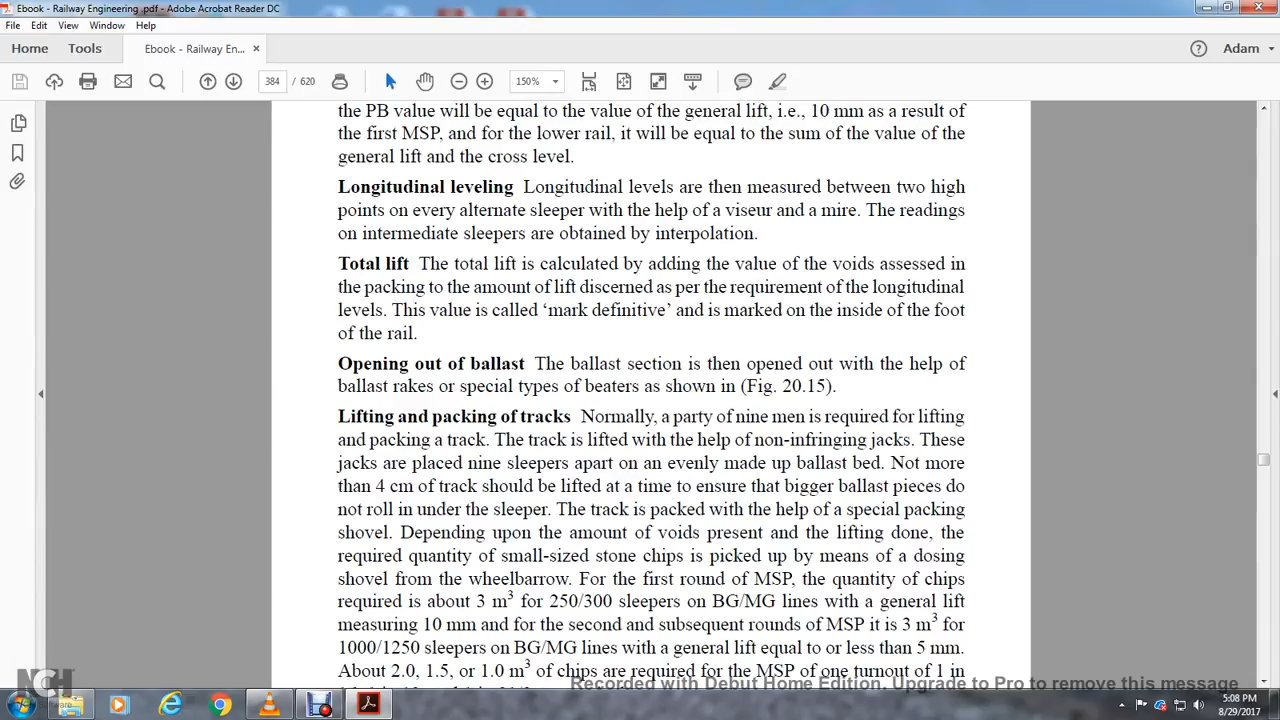 Ebook - Railway Engineering .pdf - Adobe Acrobat Reader DC
File Edit View Window Help
Home Tools Ebook - Railway En... × Adam
384 / 620 150%
the PB value will be equal to the value of the general lift, i.e., 10 mm as a result of
the first MSP, and for the lower rail, it will be equal to the sum of the value of the
general lift and the cross level.
Longitudinal leveling Longitudinal levels are then measured between two high
points on every alternate sleeper with the help of a viseur and a mire. The readings
on intermediate sleepers are obtained by interpolation.
Total lift The total lift is calculated by adding the value of the voids assessed in
the packing to the amount of lift discerned as per the requirement of the longitudinal
levels. This value is called ‘mark definitive’ and is marked on the inside of the foot
of the rail.
Opening out of ballast The ballast section is then opened out with the help of
ballast rakes or special types of beaters as shown in (Fig. 20.15).
Lifting and packing of tracks Normally, a party of nine men is required for lifting
and packing a track. The track is lifted with the help of non-infringing jacks. These
jacks are placed nine sleepers apart on an evenly made up ballast bed. Not more
than 4 cm of track should be lifted at a time to ensure that bigger ballast pieces do
not roll in under the sleeper. The track is packed with the help of a special packing
shovel. Depending upon the amount of voids present and the lifting done, the
required quantity of small-sized stone chips is picked up by means of a dosing
shovel from the wheelbarrow. For the first round of MSP, the quantity of chips
required is about 3 m³ for 250/300 sleepers on BG/MG lines with a general lift
measuring 10 mm and for the second and subsequent rounds of MSP it is 3 m³ for
1000/1250 sleepers on BG/MG lines with a general lift equal to or less than 5 mm.
About 2.0, 1.5, or 1.0 m³ of chips are required for the MSP of one turnout of 1 in
Recorded with Debut Home Edition. Upgrade to Pro to remove this message
NCH
Software
5:08 PM
8/29/2017